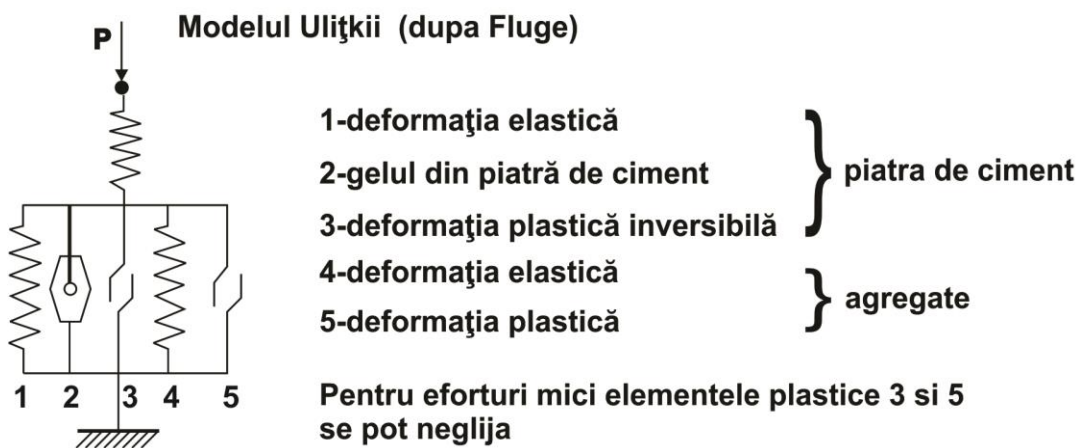 Modelul Uliţkii (dupa Fluge)
P
1-deformaţia elastică
2-gelul din piatră de ciment
3-deformaţia plastică inversibilă
piatra de ciment
4-deformaţia elastică
5-deformaţia plastică
agregate
1 2 3 4 5
Pentru eforturi mici elementele plastice 3 si 5
se pot neglija